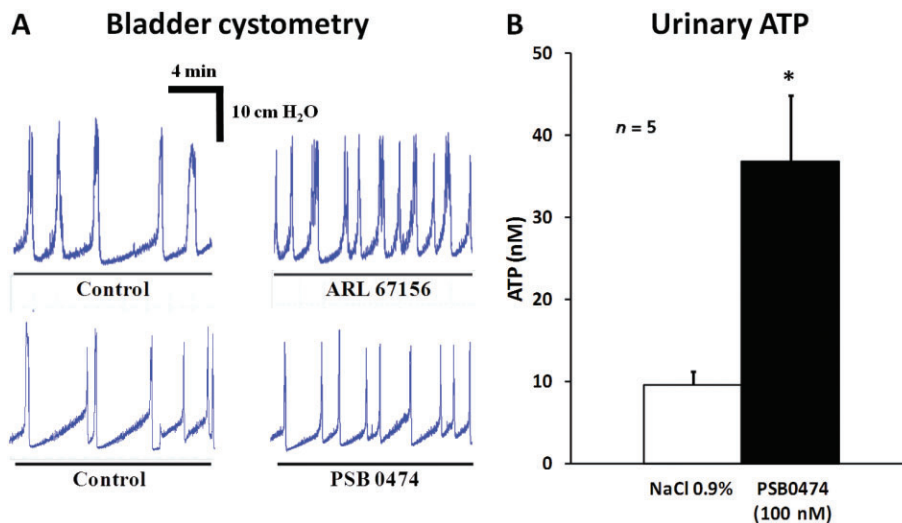 A Bladder cystometry
4 min
10 cm H₂O
Control
ARL 67156
Control
PSB 0474
B Urinary ATP
50
40
30
20
10
0
ATP (nM)
n = 5
*
NaCl 0.9%
PSB0474
(100 nM)